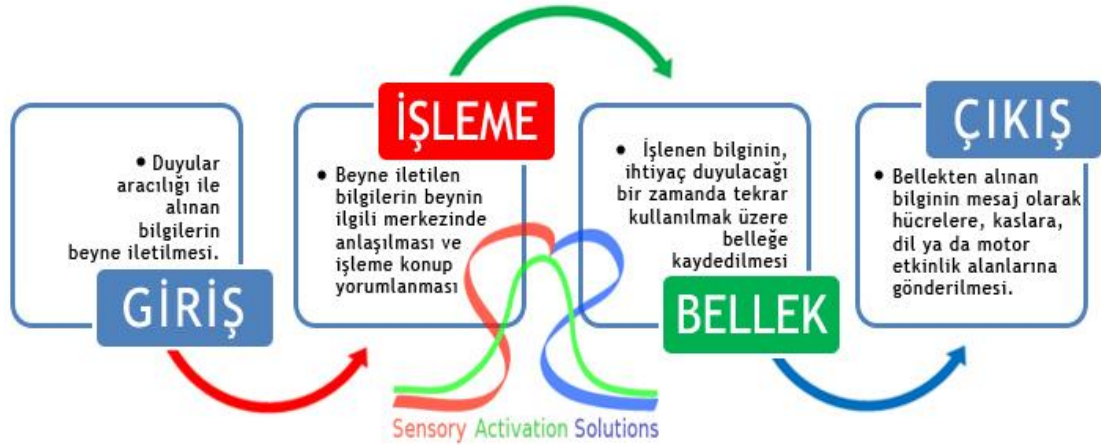 • Duyular
aracılığı ile
alınan
bilgilerin
beyne iletilmesi.
GİRİŞ
İŞLEME
• Beyne iletilen
bilgilerin beynin
ilgili merkezinde
anlaşılması ve
işleme konup
yorumlanması
• İşlenen bilginin,
ihtiyaç duyulacağı
bir zamanda tekrar
kullanılmak üzere
belleğe
kaydedilmesi
BELLEK
ÇIKIŞ
• Bellekten alınan
bilginin mesaj olarak
hücrelere, kaslara,
dil ya da motor
etkinlik alanlarına
gönderilmesi.
Sensory Activation Solutions